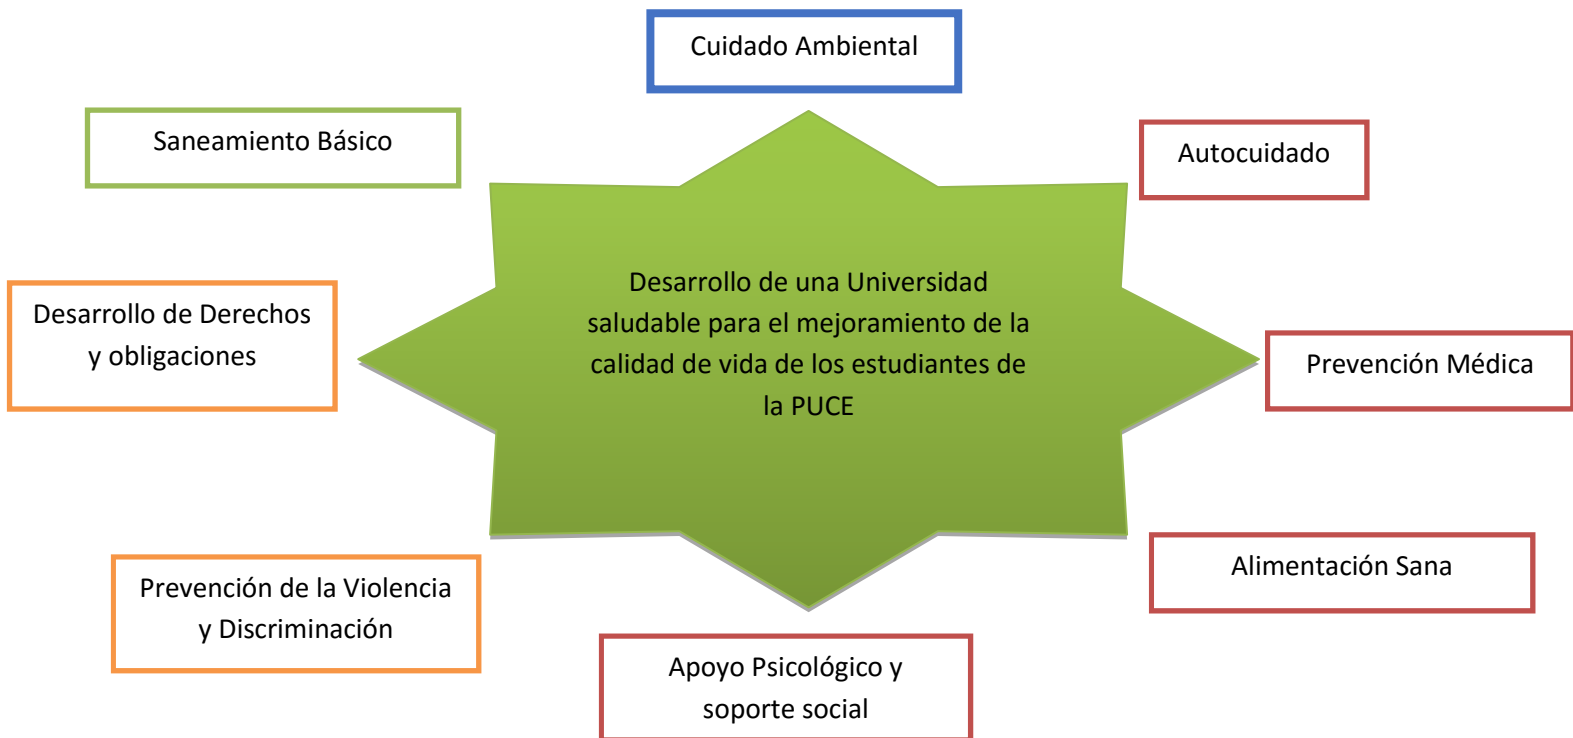 Cuidado Ambiental
Saneamiento Básico
Autocuidado
Desarrollo de una Universidad
saludable para el mejoramiento de la
calidad de vida de los estudiantes de
la PUCE
Desarrollo de Derechos
y obligaciones
Prevención Médica
Alimentación Sana
Prevención de la Violencia
y Discriminación
Apoyo Psicológico y
soporte social